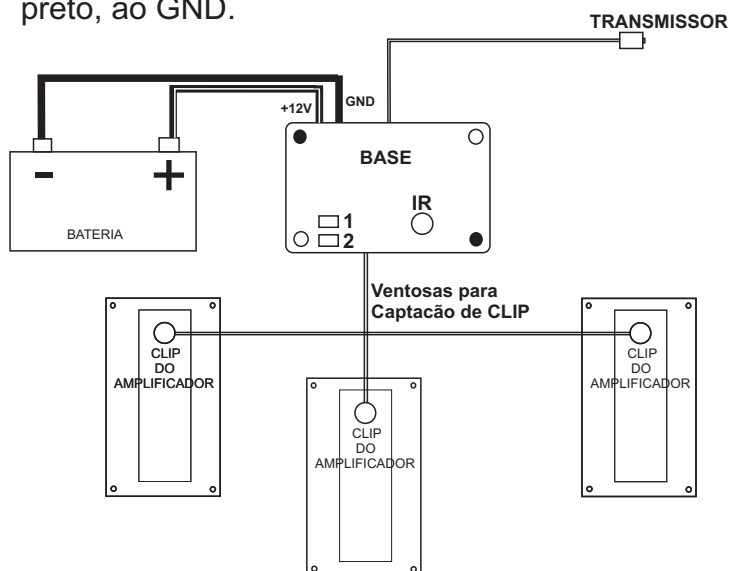 preto, ao GND.
TRANSMISSOR
+12V
GND
BASE
- +
BATERIA
IR
1
2
Ventosas para
Captacão de CLIP
CLIP
DO
AMPLIFICADOR
CLIP
DO
AMPLIFICADOR
CLIP
DO
AMPLIFICADOR